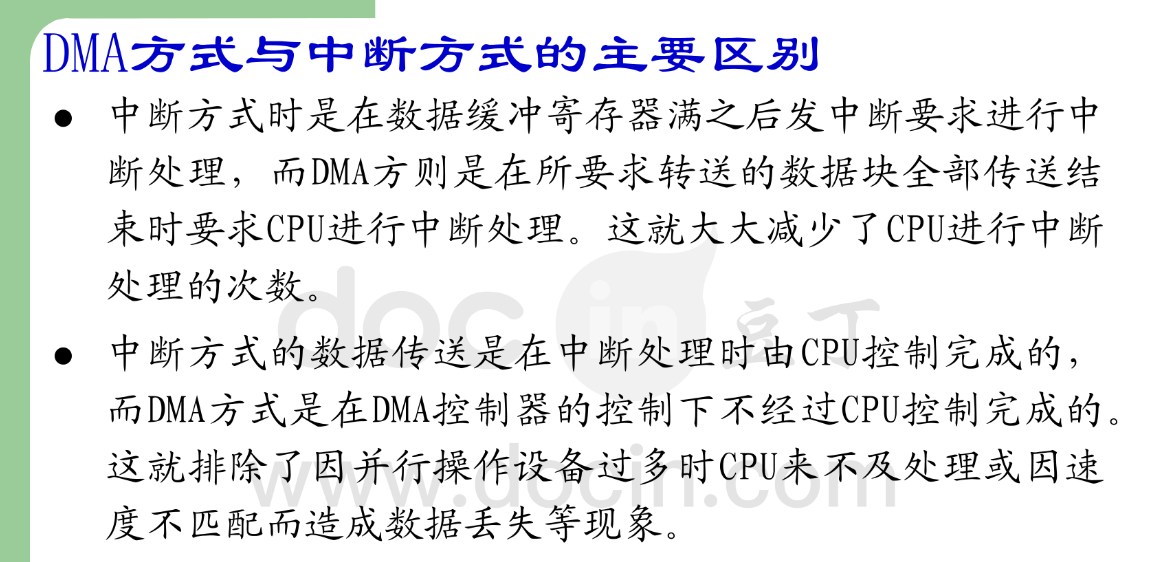 DMA方式与中断方式的主要区别
● 中断方式时是在数据缓冲寄存器满之后发中断要求进行中
断处理，而DMA方则是在所要求转送的数据块全部传送结
束时要求CPU进行中断处理。这就大大减少了CPU进行中断
处理的次数。
● 中断方式的数据传送是在中断处理时由CPU控制完成的，
而DMA方式是在DMA控制器的控制下不经过CPU控制完成的。
这就排除了因并行操作设备过多时CPU来不及处理或因速
度不匹配而造成数据丢失等现象。
docin 豆丁
www.docin.com